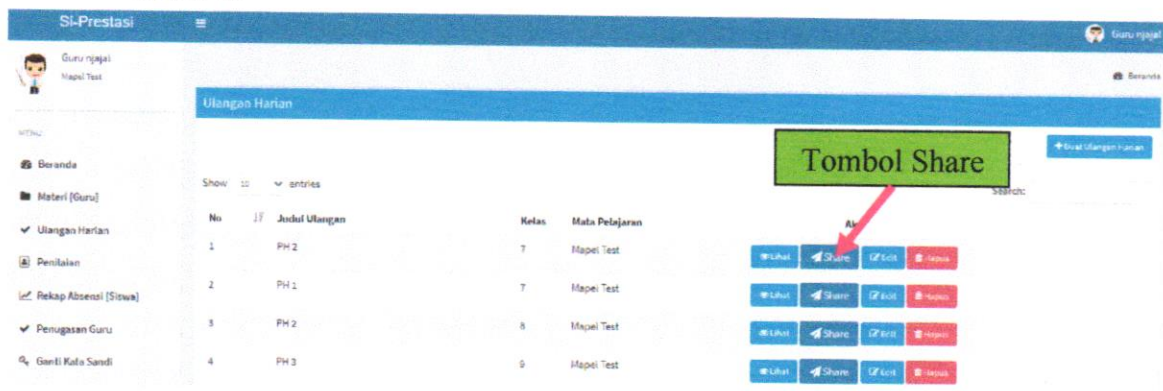 Si-Prestasi
Guru njajal
Guru njajal
Mapel Test
Beranda
Ulangan Harian
MENU
+Buat Ulangan Harian
Tombol Share
Beranda
Materi [Guru]
Show 10 entries
Search:
No Judul Ulangan Kelas Mata Pelajaran Ak
Ulangan Harian
1 PH 2 7 Mapel Test Lihat Share Edit Hapus
Penilaian
2 PH 1 7 Mapel Test Lihat Share Edit Hapus
Rekap Absensi [Siswa]
3 PH 2 8 Mapel Test Lihat Share Edit Hapus
Penugasan Guru
4 PH 3 9 Mapel Test Lihat Share Edit Hapus
Ganti Kata Sandi